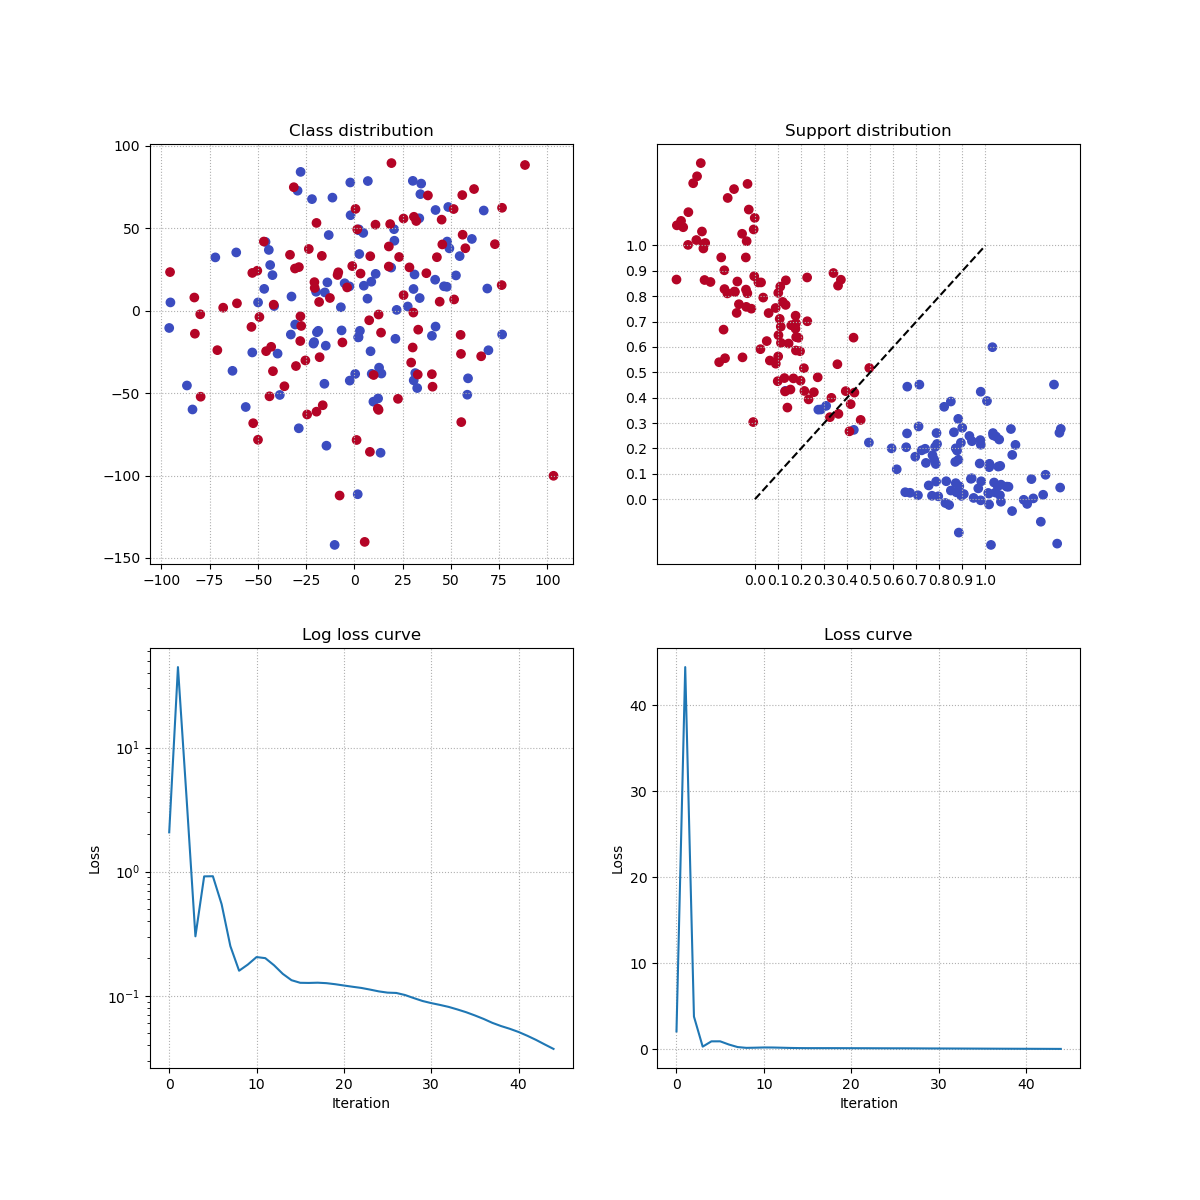 Class distribution
100
50
0
−50
−100
−150
−100 −75 −50 −25 0 25 50 75 100
Support distribution
1.0
0.9
0.8
0.7
0.6
0.5
0.4
0.3
0.2
0.1
0.0
0.0 0.1 0.2 0.3 0.4 0.5 0.6 0.7 0.8 0.9 1.0
Log loss curve
Loss
10¹
10⁰
10⁻¹
0 10 20 30 40
Iteration
Loss curve
Loss
40
30
20
10
0
0 10 20 30 40
Iteration